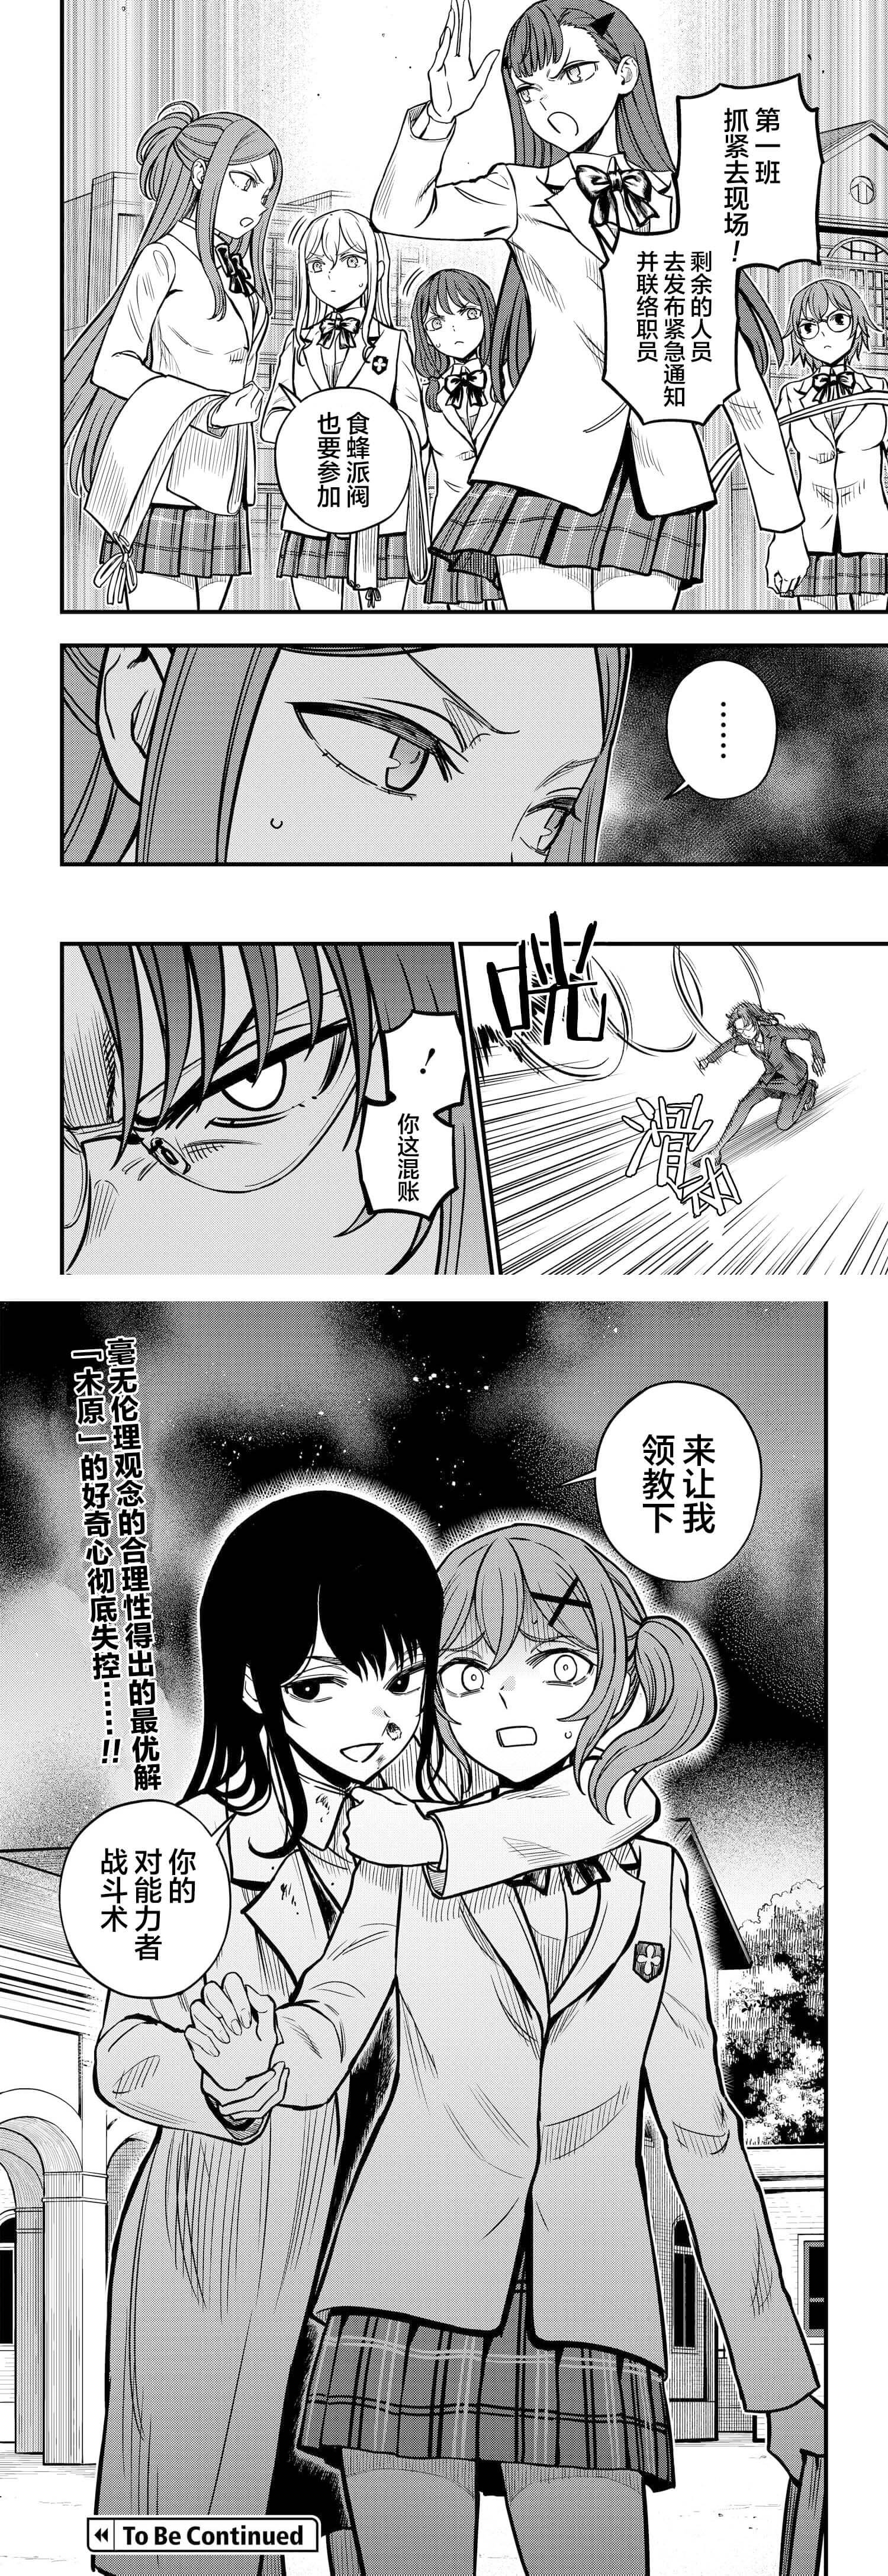 第一班
抓紧去现场！
剩余的人员
去发布紧急通知
并联络职员
食蜂派阀
也要参加
……
咣
滑动
！
你这混账
来让我
领教下
你的
对能力者
战斗术
毫无伦理观念的合理性得出的最优解
「木原」的好奇心彻底失控……!!
To Be Continued